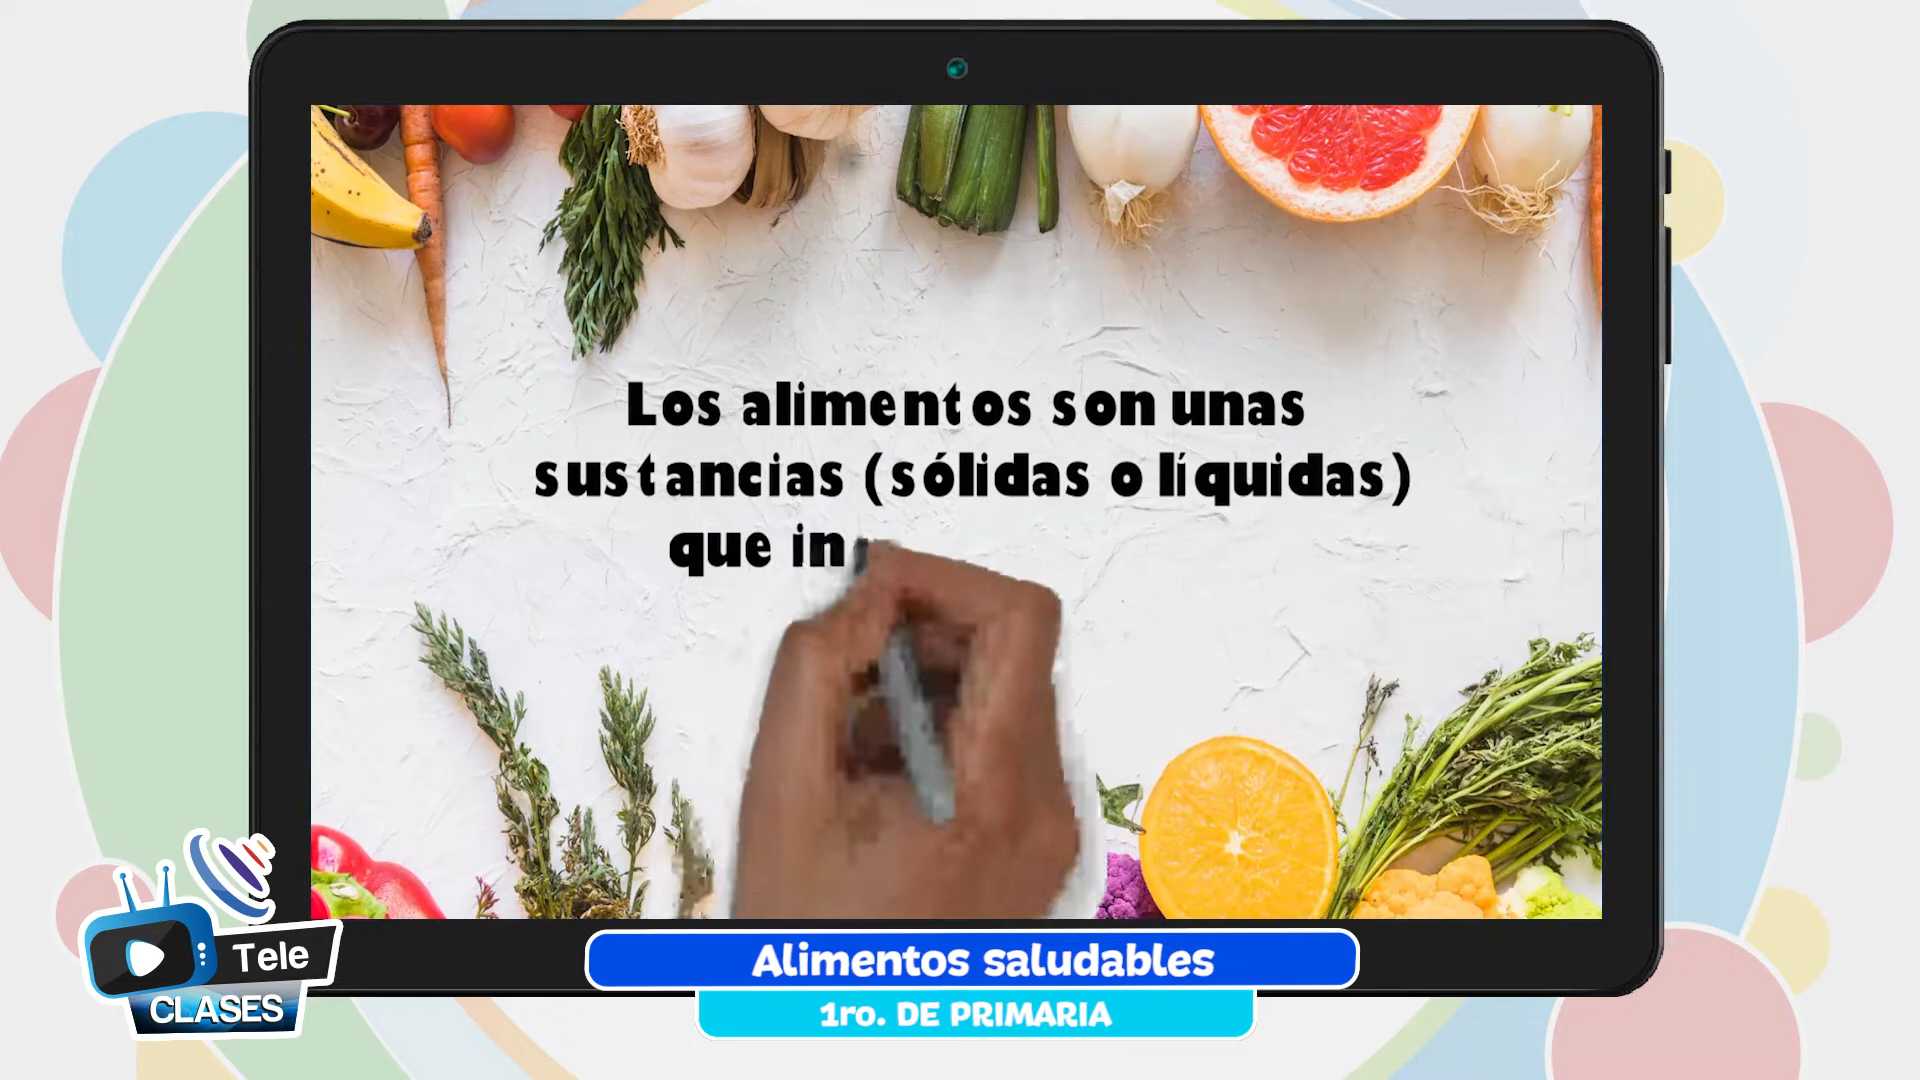 Los alimentos son unas
sustancias (sólidas o líquidas)
que in
Tele
CLASES
Alimentos saludables
1ro. DE PRIMARIA